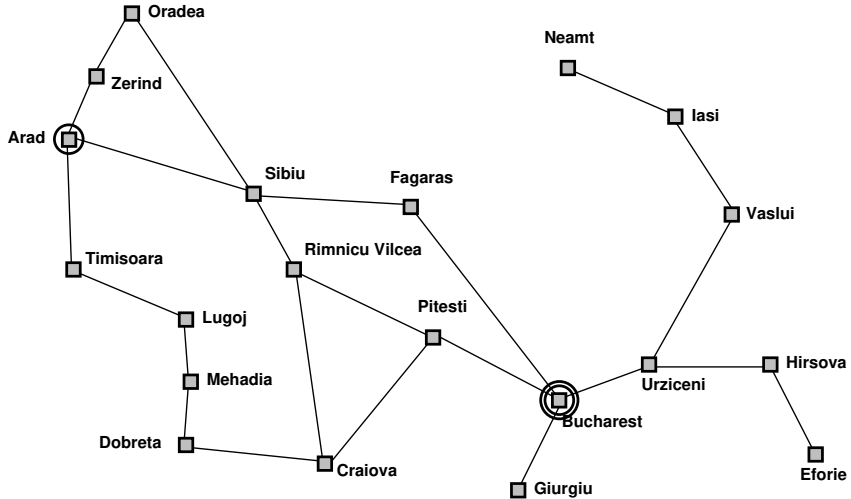 Oradea
Neamt
Zerind
Iasi
Arad
Sibiu
Fagaras
Vaslui
Timisoara
Rimnicu Vilcea
Lugoj
Pitesti
Mehadia
Hirsova
Urziceni
Bucharest
Dobreta
Craiova
Eforie
Giurgiu